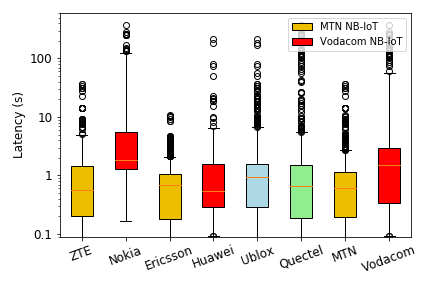 MTN NB-IoT
Vodacom NB-IoT
Latency (s)
100
10
1
0.1
ZTE
Nokia
Ericsson
Huawei
Ublox
Quectel
MTN
Vodacom